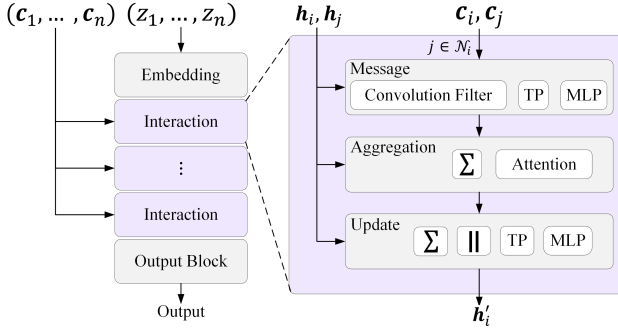 (c₁, … , cₙ) (z₁, … , zₙ)
Embedding
Interaction
⋮
Interaction
Output Block
Output
hᵢ, hⱼ
cᵢ, cⱼ
j ∈ 𝒩ᵢ
Message
Convolution Filter TP MLP
Aggregation
∑ Attention
Update
∑ || TP MLP
h′ᵢ